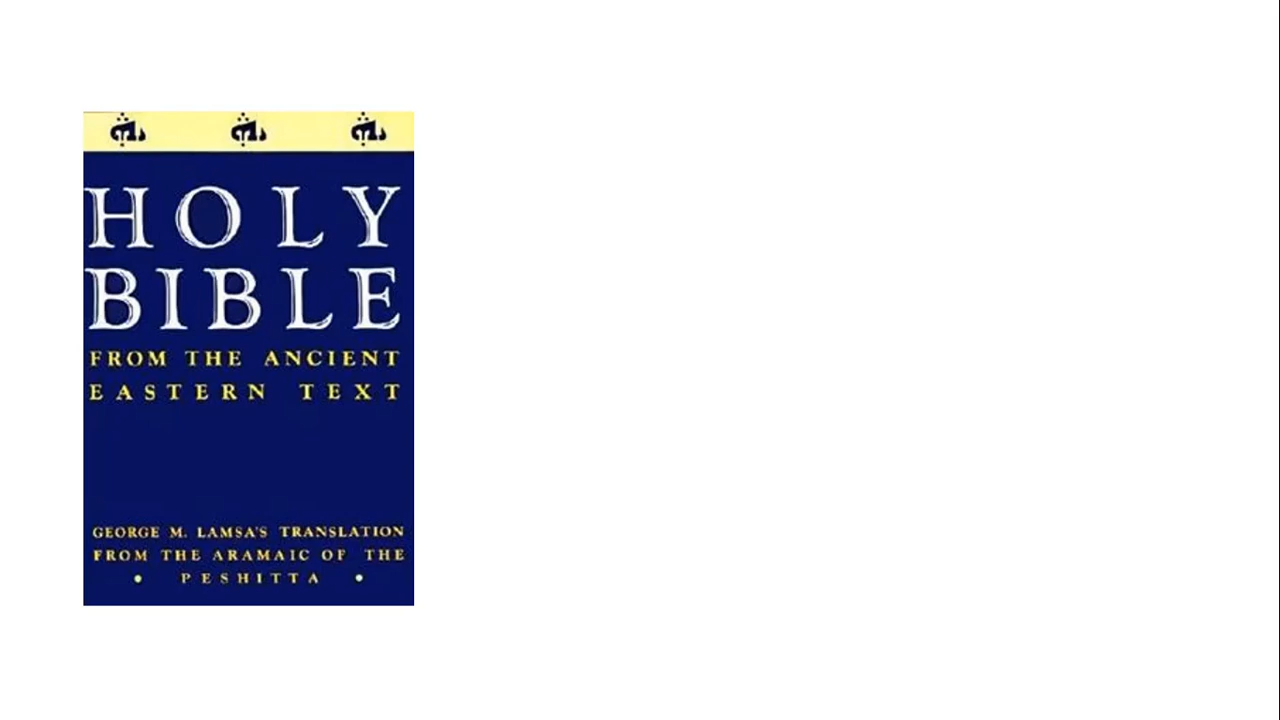 HOLY
BIBLE
FROM THE ANCIENT
EASTERN TEXT
GEORGE M. LAMSA'S TRANSLATION
FROM THE ARAMAIC OF THE
• PESHITTA •